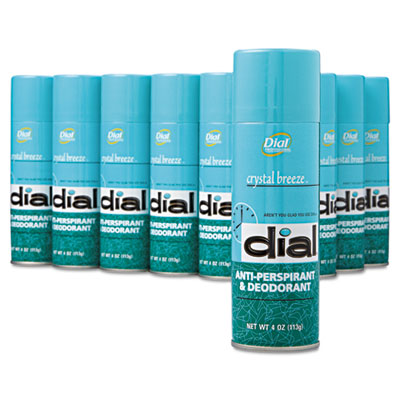 Dial
crystal breeze
AREN'T YOU GLAD YOU USE DIAL
dial
ANTI-PERSPIRANT
& DEODORANT
NET WT 4 OZ (113g)